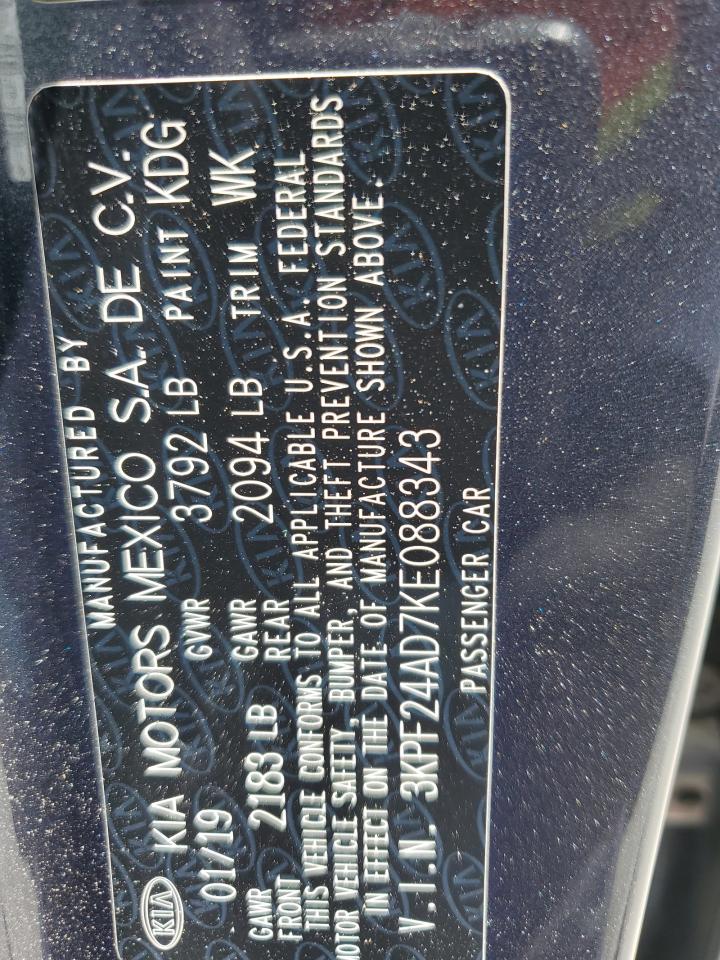 MANUFACTURED BY
KIA KIA MOTORS MEXICO S.A. DE C.V.
01/19 GVWR 3792 LB PAINT KDG
GAWR FRONT 2183 LB GAWR REAR 2094 LB TRIM WK
THIS VEHICLE CONFORMS TO ALL APPLICABLE U.S.A. FEDERAL
MOTOR VEHICLE SAFETY, BUMPER, AND THEFT PREVENTION STANDARDS
IN EFFECT ON THE DATE OF MANUFACTURE SHOWN ABOVE.
V.I.N. 3KPF24AD7KE088343
PASSENGER CAR